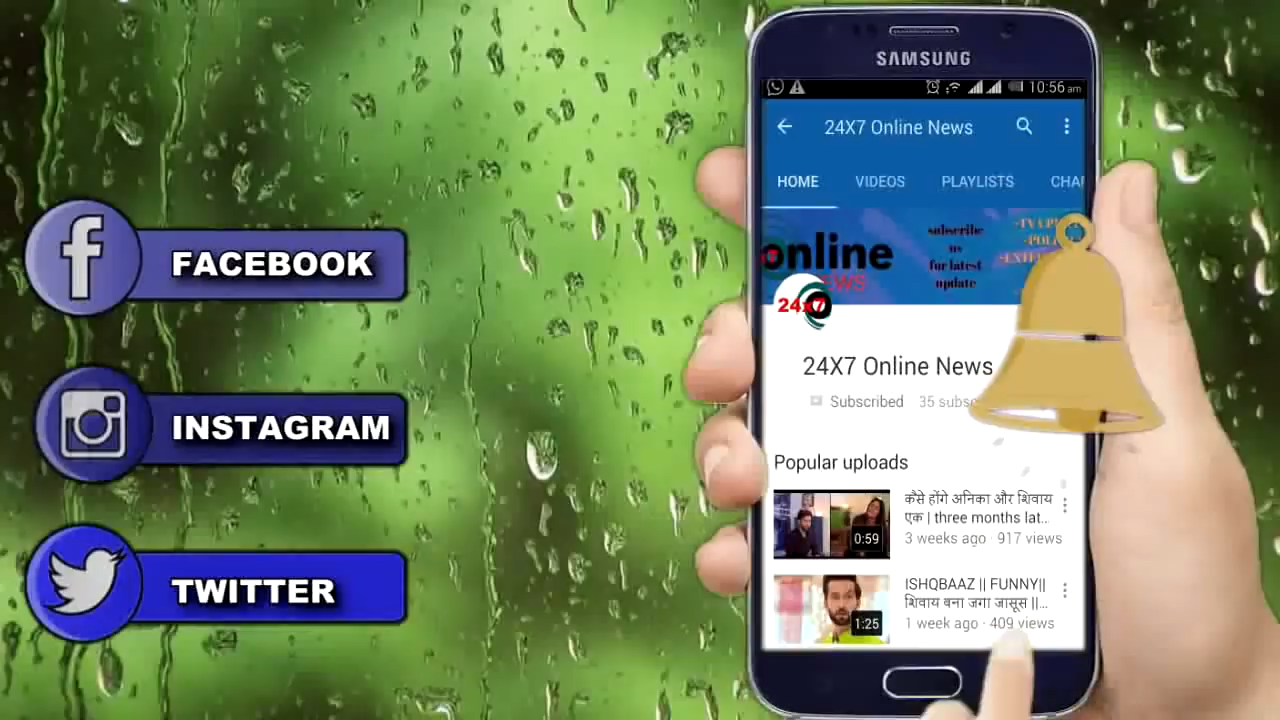 FACEBOOK
INSTAGRAM
TWITTER
SAMSUNG
10:56 am
24X7 Online News
HOME VIDEOS PLAYLISTS
online
subscribe
us
for latest
update
24x7
24X7 Online News
Subscribed 35
Popular uploads
कैसे होंगे अनिका और शिवाय
एक | three months lat...
3 weeks ago · 917 views
0:59
ISHQBAAZ || FUNNY||
शिवाय बना जगा जासूस ||...
1 week ago · 409 views
1:25